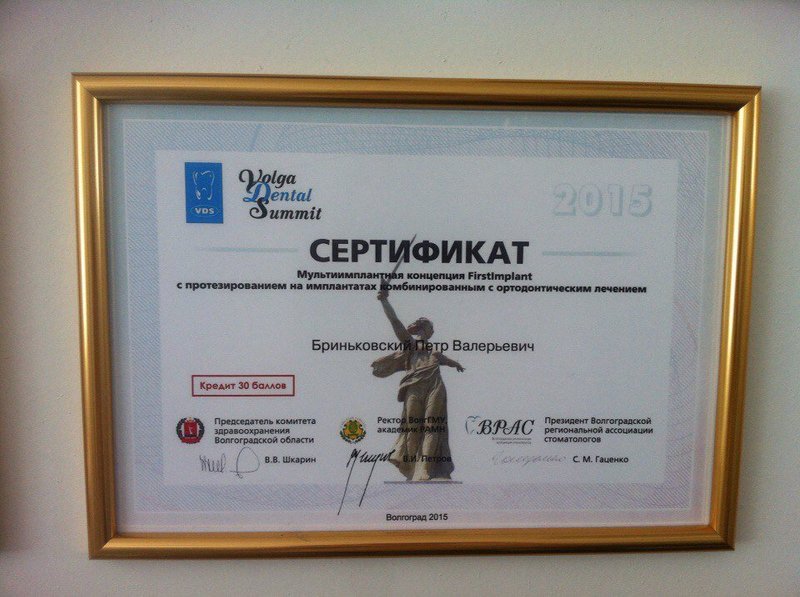 VDS
Volga
Dental
Summit
2015
СЕРТИФИКАТ
Мультиимплантная концепция FirstImplant
с протезированием на имплантатах комбинированным с ортодонтическим лечением
Бриньковский Петр Валерьевич
Кредит 30 баллов
Председатель комитета
здравоохранения
Волгоградской области
В.В. Шкарин
Ректор ВолгГМУ,
академик РАМН
В.И. Петров
ВРАС
Президент Волгоградской
региональной ассоциации
стоматологов
С. М. Гаценко
Волгоград 2015